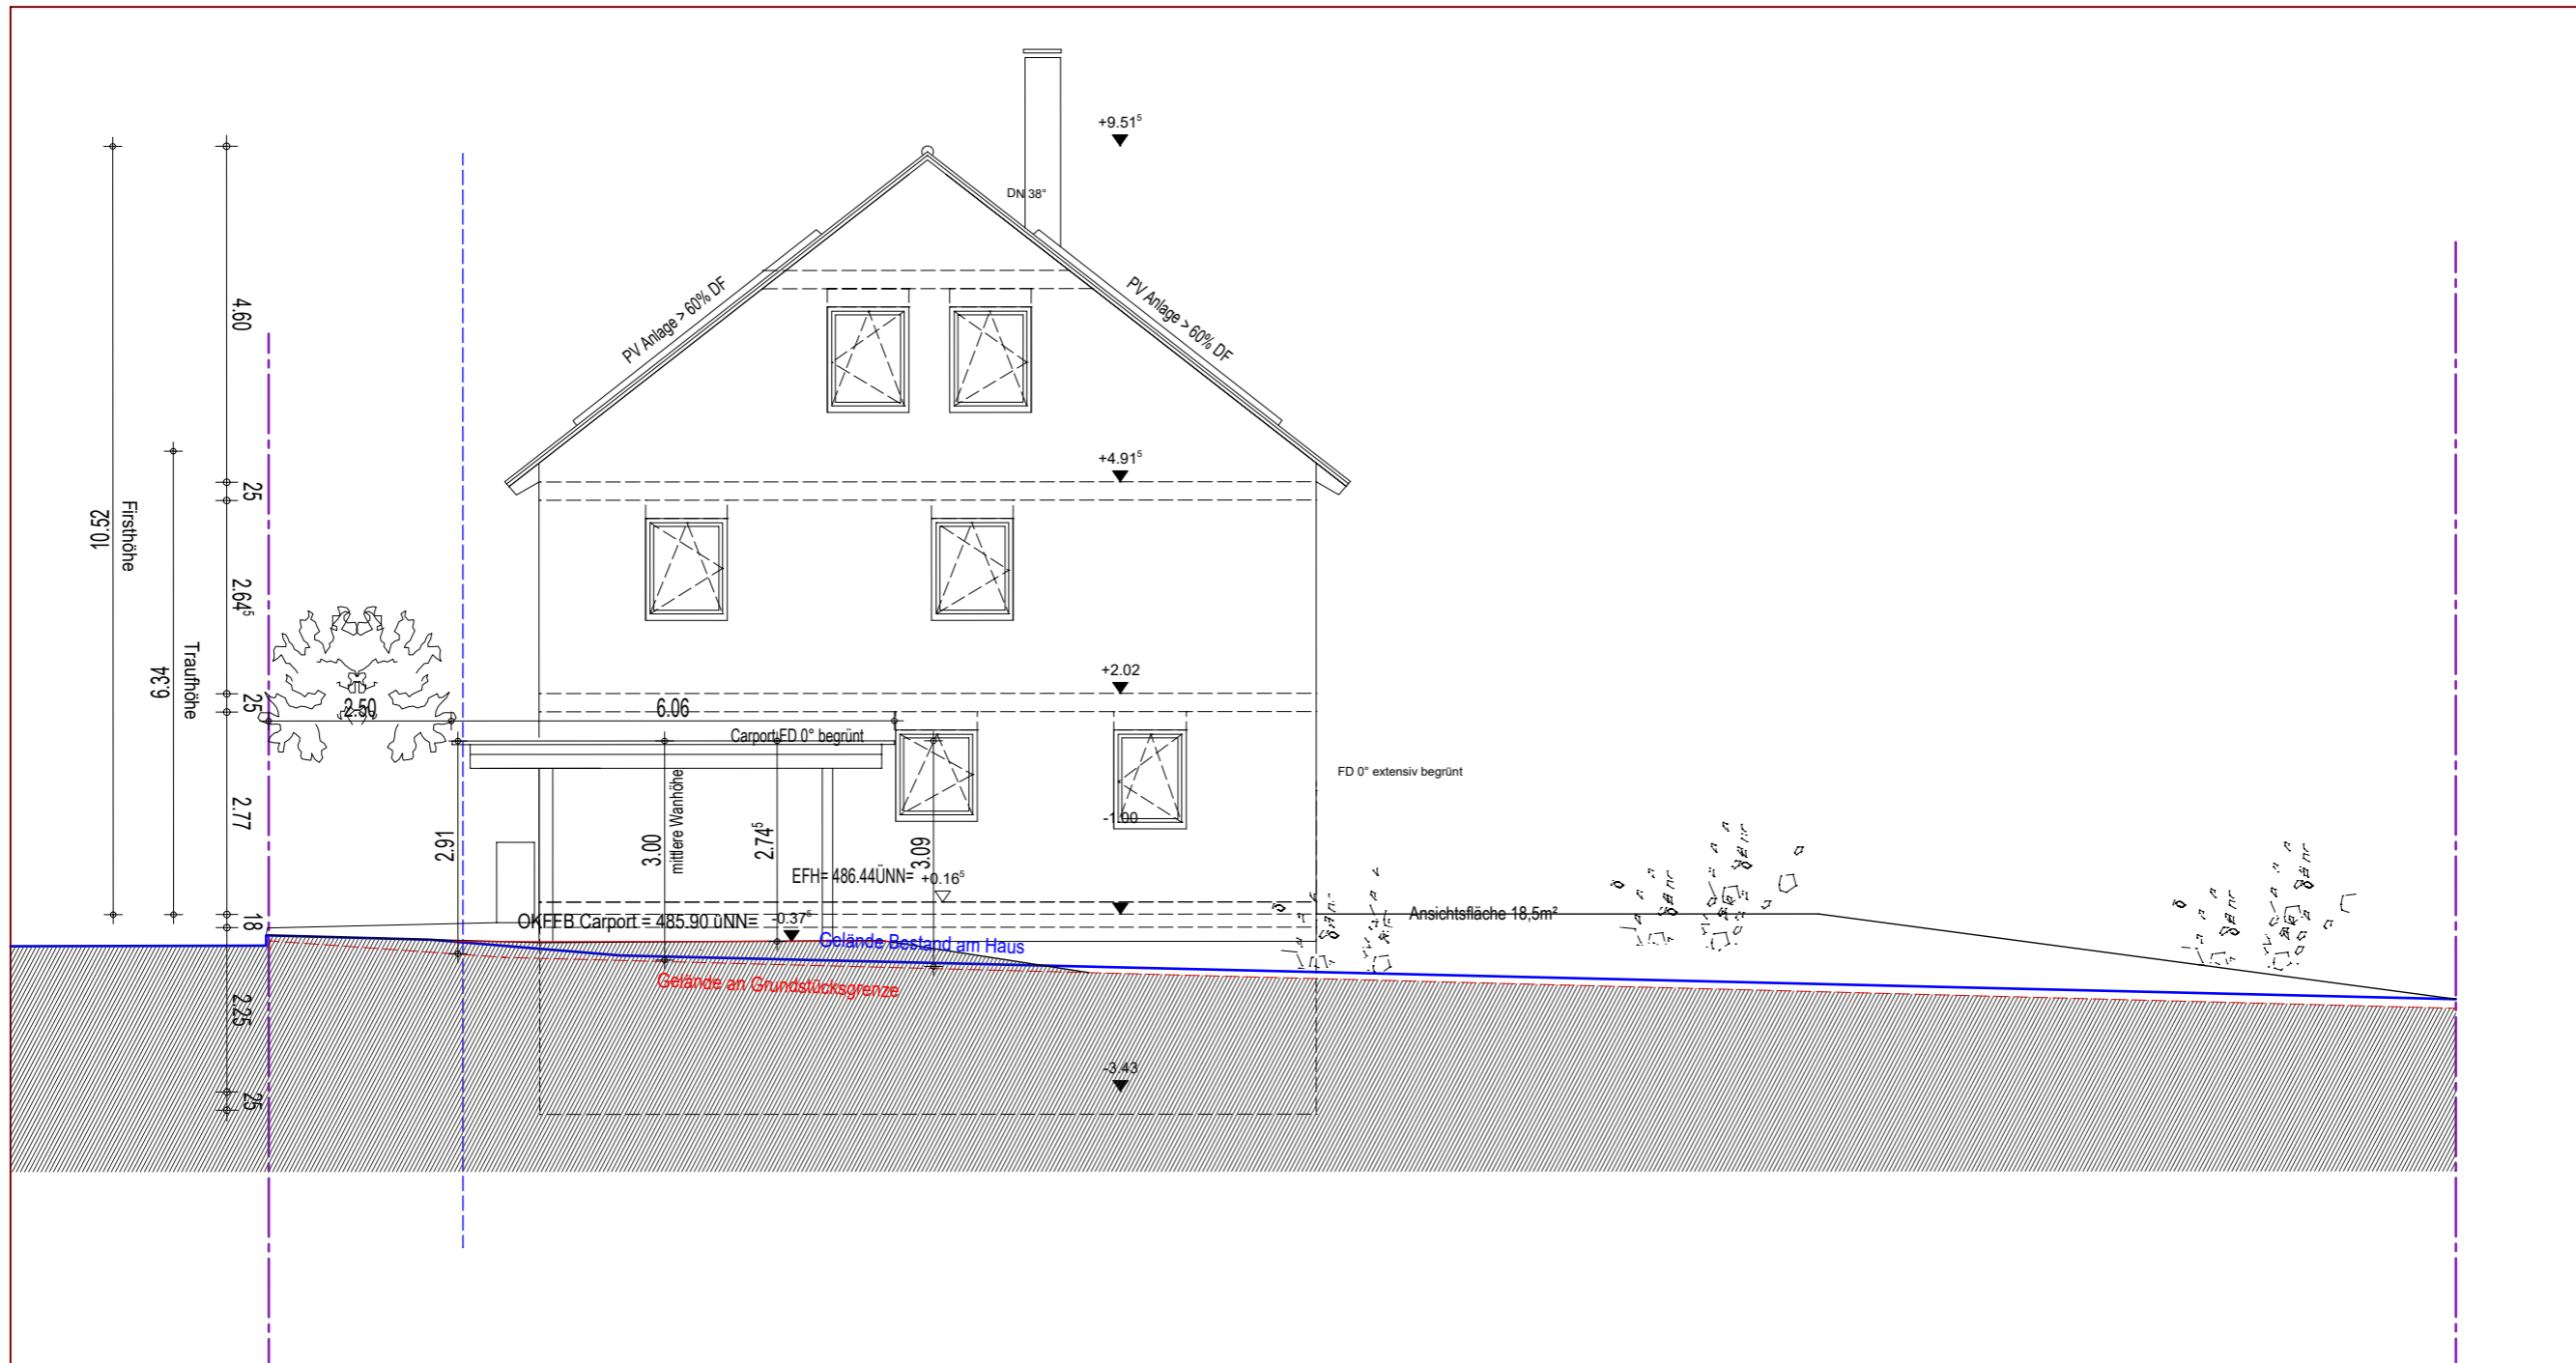 +9.51⁵
DN 38°
PV Anlage > 60% DF
PV Anlage > 60% DF
4.60
+4.91⁵
25
10.52
Firsthöhe
2.64⁵
6.34
Traufhöhe
+2.02
25
2.50
6.06
Carport FD 0° begrünt
FD 0° extensiv begrünt
2.77
2.91
3.00
mittlere Wanhöhe
2.74⁵
3.09
-1.00
EFH= 486.44ÜNN=
+0.16⁵
18
OKFFB Carport = 485.90 üNN=
-0.37⁵
Ansichtsfläche 18,5m²
Gelände Bestand am Haus
Gelände an Grundstücksgrenze
2.25
-3.43
25